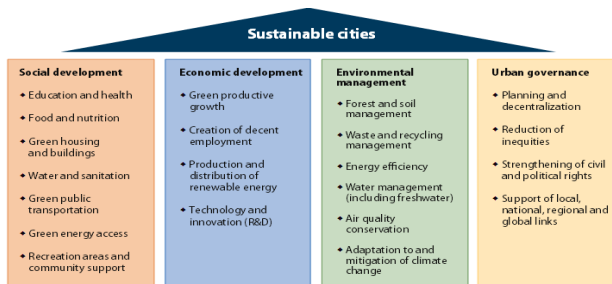 Sustainable cities
Social development
✦ Education and health
✦ Food and nutrition
✦ Green housing
and buildings
✦ Water and sanitation
✦ Green public
transportation
✦ Green energy access
✦ Recreation areas and
community support
Economic development
✦ Green productive
growth
✦ Creation of decent
employment
✦ Production and
distribution of
renewable energy
✦ Technology and
innovation (R&D)
Environmental
management
✦ Forest and soil
management
✦ Waste and recycling
management
✦ Energy efficiency
✦ Water management
(including freshwater)
✦ Air quality
conservation
✦ Adaptation to and
mitigation of climate
change
Urban governance
✦ Planning and
decentralization
✦ Reduction of
inequities
✦ Strengthening of civil
and political rights
✦ Support of local,
national, regional and
global links